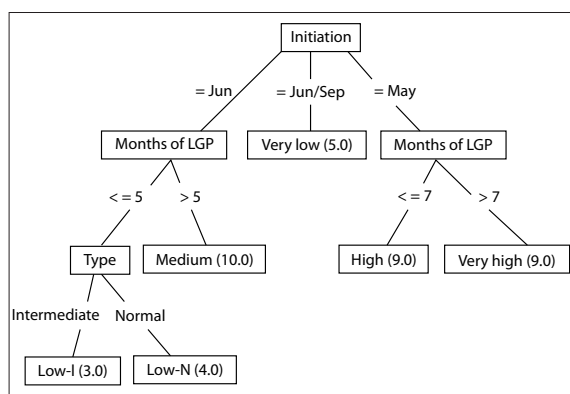 Initiation
= Jun
= Jun/Sep
= May
Months of LGP
Very low (5.0)
Months of LGP
< = 5
> 5
< = 7
> 7
Type
Medium (10.0)
High (9.0)
Very high (9.0)
Intermediate
Normal
Low-I (3.0)
Low-N (4.0)